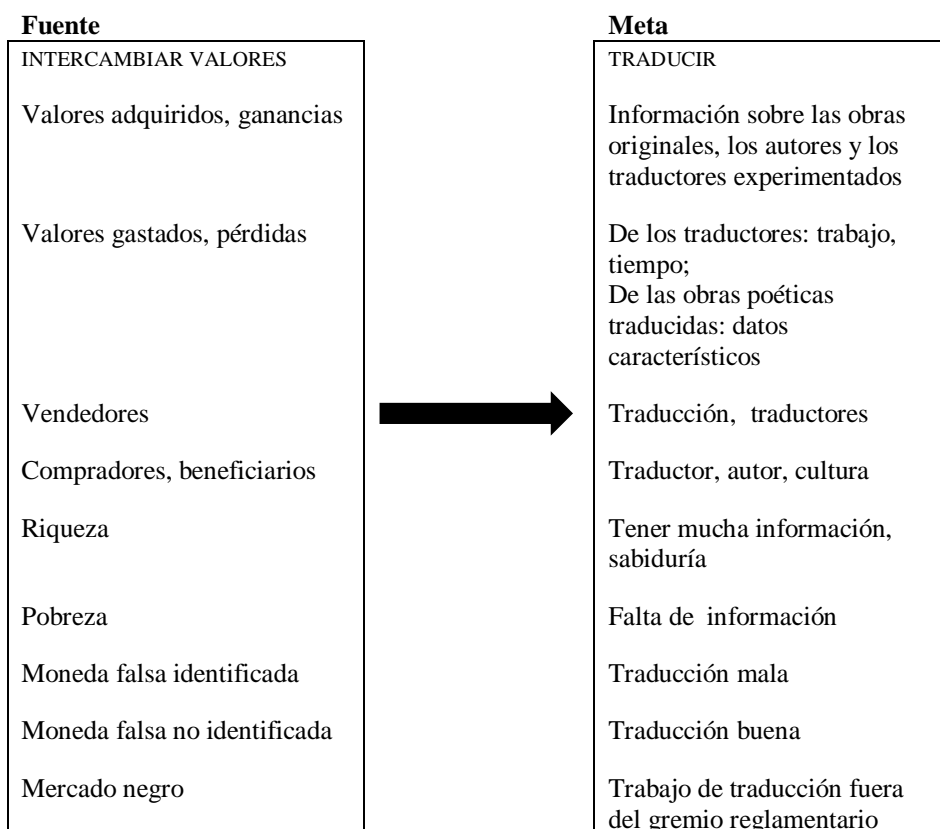 Fuente
INTERCAMBIAR VALORES
Valores adquiridos, ganancias
Valores gastados, pérdidas
Vendedores
Compradores, beneficiarios
Riqueza
Pobreza
Moneda falsa identificada
Moneda falsa no identificada
Mercado negro
Meta
TRADUCIR
Información sobre las obras
originales, los autores y los
traductores experimentados
De los traductores: trabajo,
tiempo;
De las obras poéticas
traducidas: datos
característicos
Traducción, traductores
Traductor, autor, cultura
Tener mucha información,
sabiduría
Falta de información
Traducción mala
Traducción buena
Trabajo de traducción fuera
del gremio reglamentario